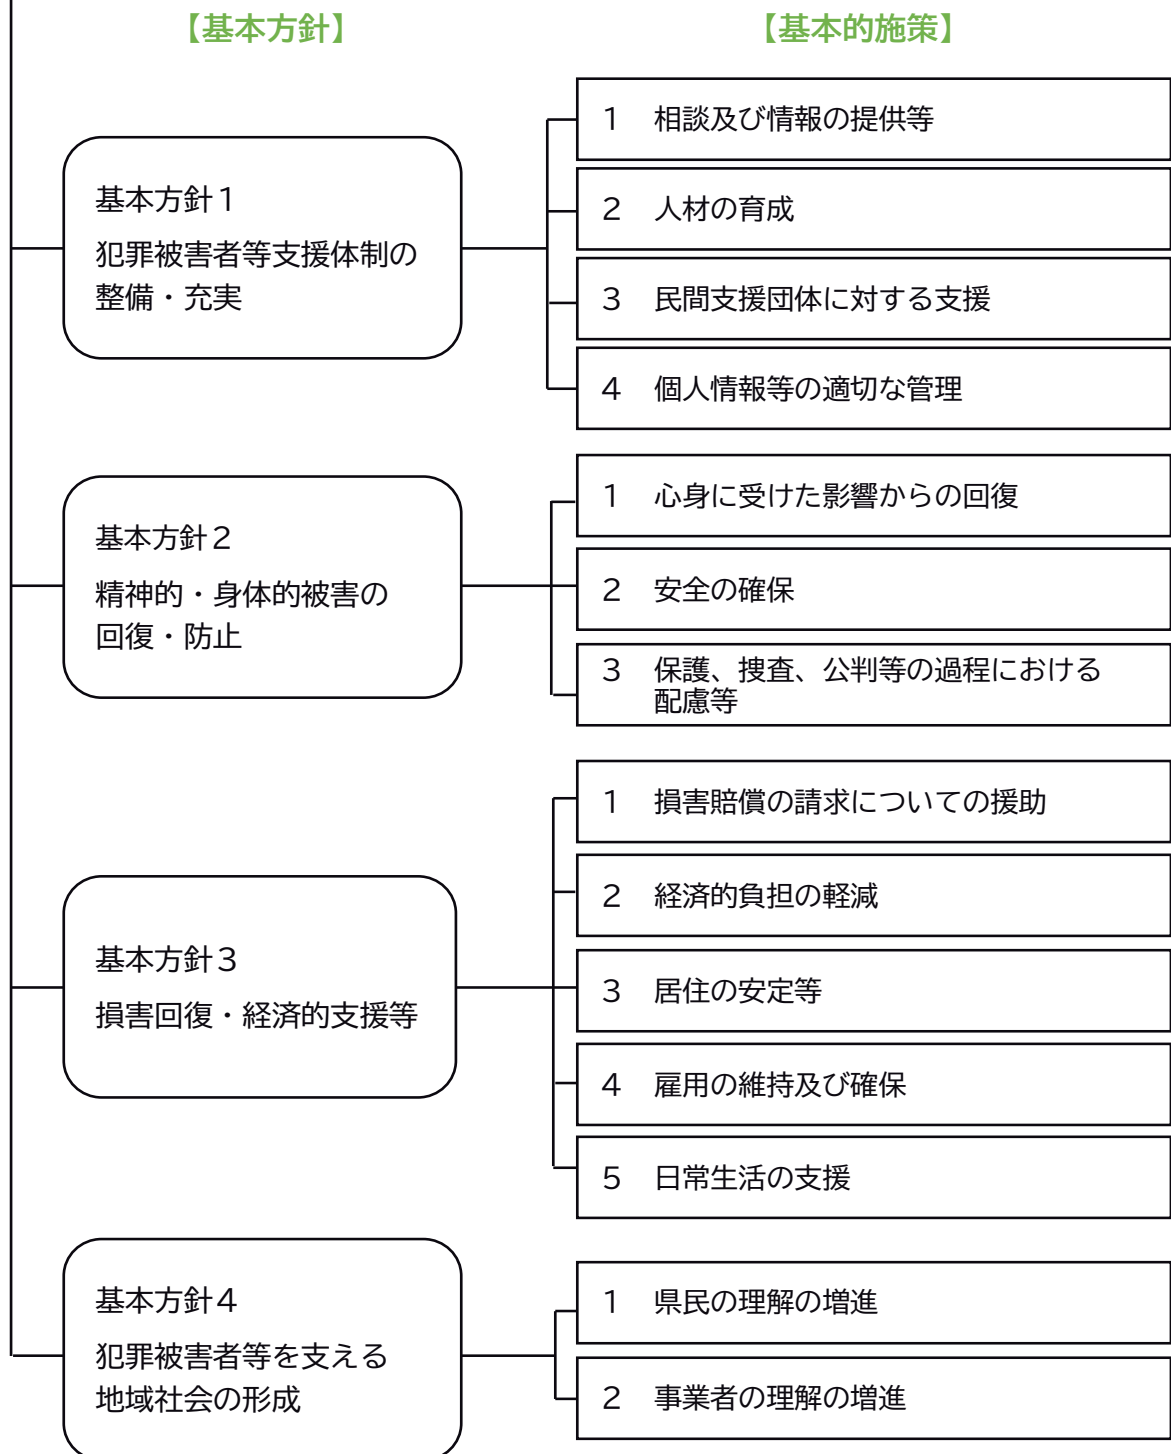 【基本方針】
【基本的施策】
基本方針１
犯罪被害者等支援体制の
整備・充実
1 相談及び情報の提供等
2 人材の育成
3 民間支援団体に対する支援
4 個人情報等の適切な管理
基本方針２
精神的・身体的被害の
回復・防止
1 心身に受けた影響からの回復
2 安全の確保
3 保護、捜査、公判等の過程における
配慮等
基本方針３
損害回復・経済的支援等
1 損害賠償の請求についての援助
2 経済的負担の軽減
3 居住の安定等
4 雇用の維持及び確保
5 日常生活の支援
基本方針４
犯罪被害者等を支える
地域社会の形成
1 県民の理解の増進
2 事業者の理解の増進